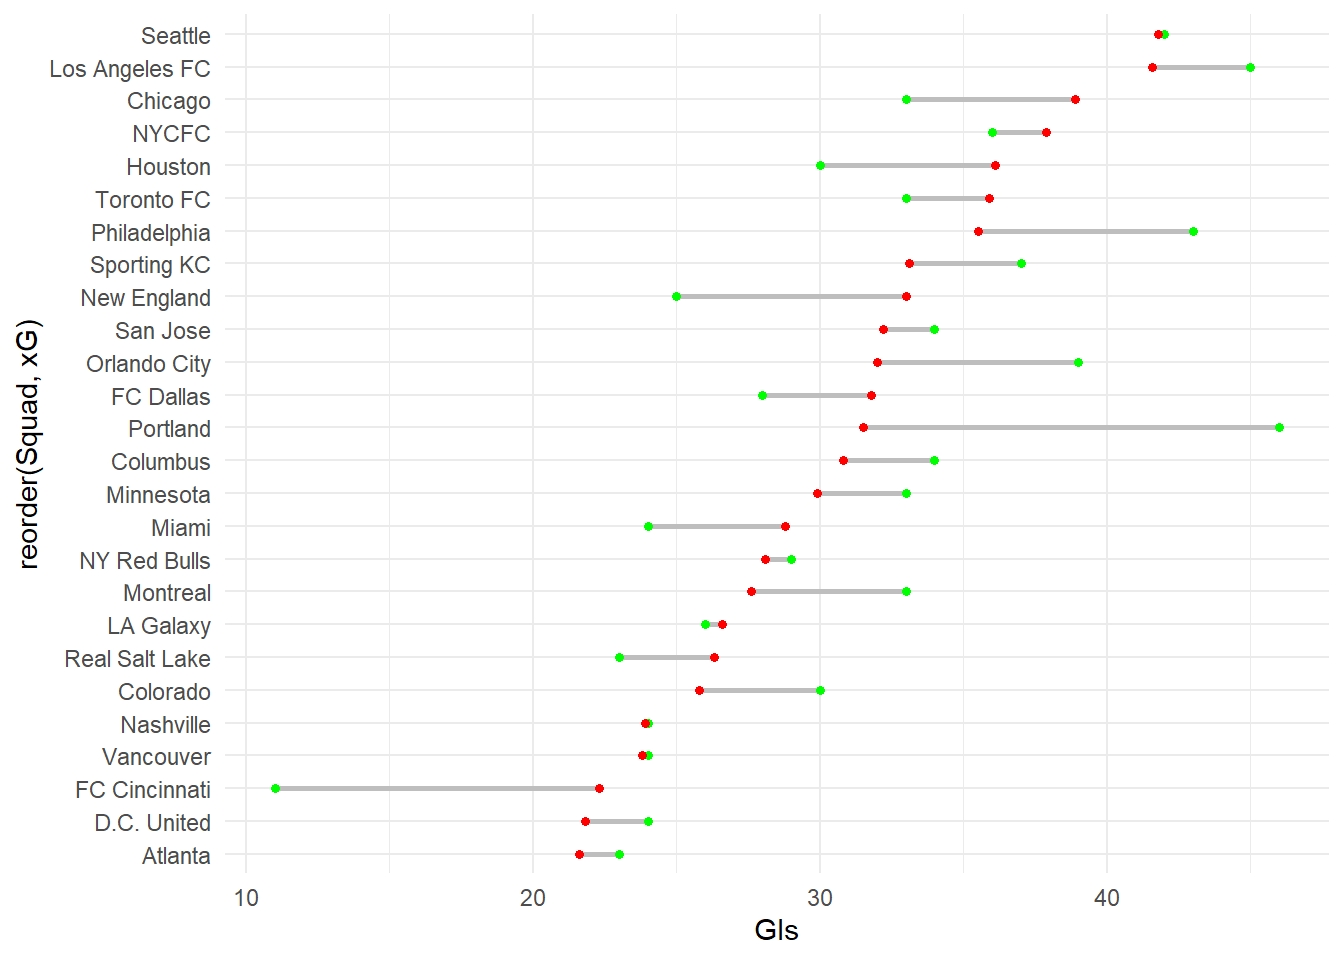 Seattle
Los Angeles FC
Chicago
NYCFC
Houston
Toronto FC
Philadelphia
Sporting KC
New England
San Jose
Orlando City
FC Dallas
Portland
Columbus
Minnesota
Miami
NY Red Bulls
Montreal
LA Galaxy
Real Salt Lake
Colorado
Nashville
Vancouver
FC Cincinnati
D.C. United
Atlanta
reorder(Squad, xG)
10 20 30 40
Gls